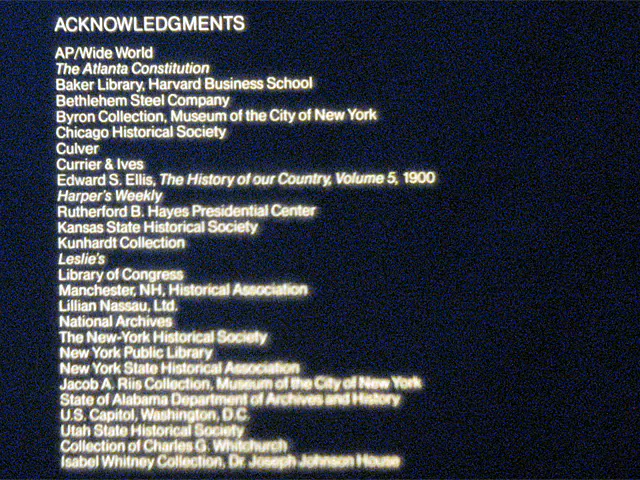 ACKNOWLEDGMENTS
AP/Wide World
The Atlanta Constitution
Baker Library, Harvard Business School
Bethlehem Steel Company
Byron Collection, Museum of the City of New York
Chicago Historical Society
Culver
Currier & Ives
Edward S. Ellis, The History of our Country, Volume 5, 1900
Harper's Weekly
Rutherford B. Hayes Presidential Center
Kansas State Historical Society
Kunhardt Collection
Leslie's
Library of Congress
Manchester, NH, Historical Association
Lillian Nassau, Ltd.
National Archives
The New-York Historical Society
New York Public Library
New York State Historical Association
Jacob A. Riis Collection, Museum of the City of New York
State of Alabama Department of Archives and History
U.S. Capitol, Washington, D.C.
Utah State Historical Society
Collection of Charles G. Whitchurch
Isabel Whitney Collection, Dr. Joseph Johnson House